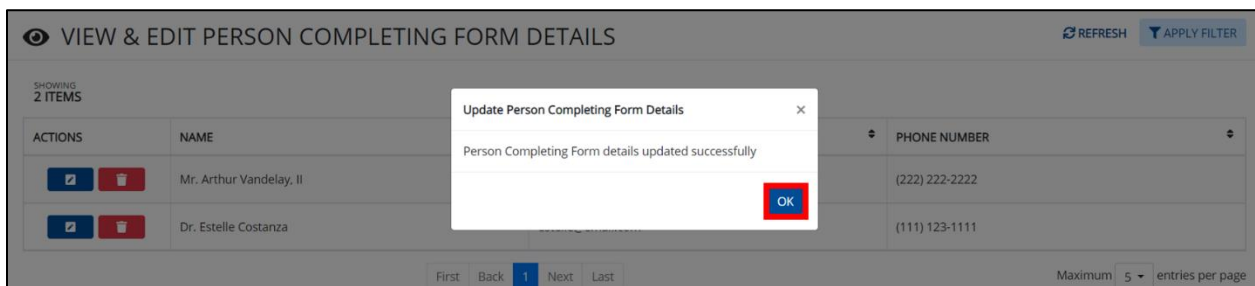 VIEW & EDIT PERSON COMPLETING FORM DETAILS
REFRESH APPLY FILTER
SHOWING
2 ITEMS
Update Person Completing Form Details ×
ACTIONS NAME PHONE NUMBER
Person Completing Form details updated successfully
Mr. Arthur Vandelay, II (222) 222-2222
OK
Dr. Estelle Costanza (111) 123-1111
First Back 1 Next Last Maximum 5 entries per page